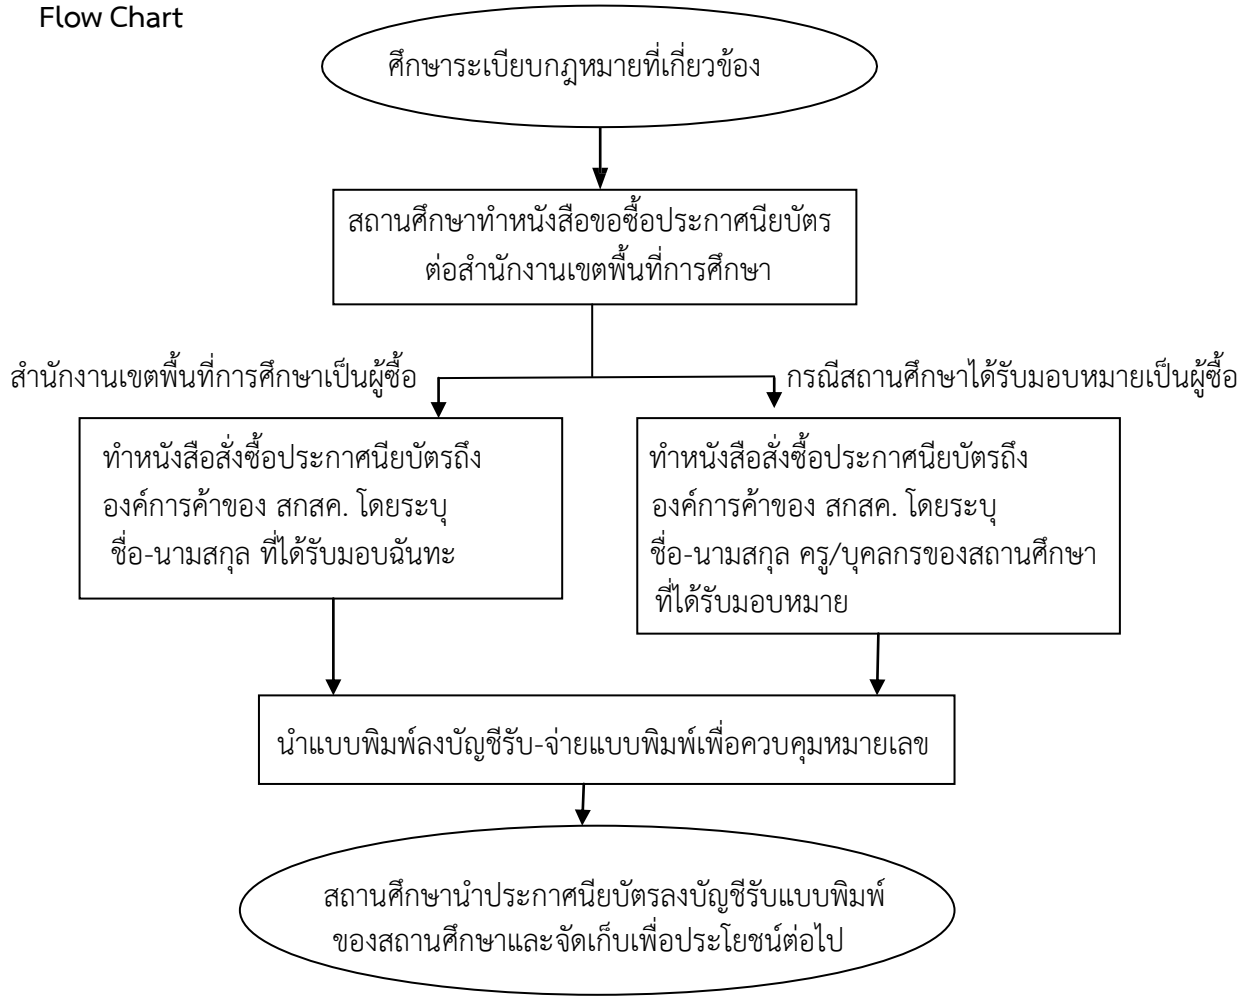 Flow Chart
ศึกษาระเบียบกฎหมายที่เกี่ยวข้อง
สถานศึกษาทำหนังสือขอซื้อประกาศนียบัตร
ต่อสำนักงานเขตพื้นที่การศึกษา
สำนักงานเขตพื้นที่การศึกษาเป็นผู้ซื้อ
กรณีสถานศึกษาได้รับมอบหมายเป็นผู้ซื้อ
ทำหนังสือสั่งซื้อประกาศนียบัตรถึง
องค์การค้าของ สกสค. โดยระบุ
ชื่อ-นามสกุล ที่ได้รับมอบฉันทะ
ทำหนังสือสั่งซื้อประกาศนียบัตรถึง
องค์การค้าของ สกสค. โดยระบุ
ชื่อ-นามสกุล ครู/บุคลกรของสถานศึกษา
ที่ได้รับมอบหมาย
นำแบบพิมพ์ลงบัญชีรับ-จ่ายแบบพิมพ์เพื่อควบคุมหมายเลข
สถานศึกษานำประกาศนียบัตรลงบัญชีรับแบบพิมพ์
ของสถานศึกษาและจัดเก็บเพื่อประโยชน์ต่อไป